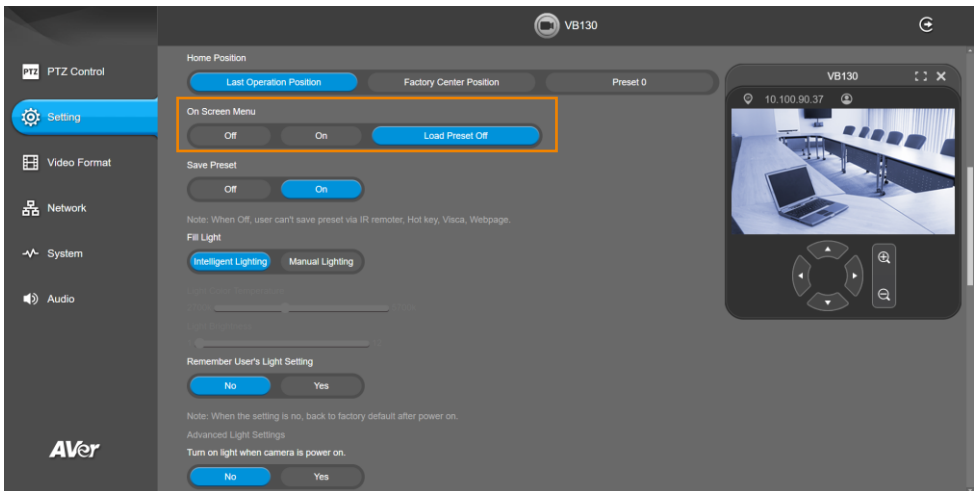 VB130
PTZ PTZ Control
Setting
Video Format
Network
System
Audio
AVer
Home Position
Last Operation Position Factory Center Position Preset 0
On Screen Menu
Off On Load Preset Off
Save Preset
Off On
Note: When Off, user can't save preset via IR remoter, Hot key, Visca, Webpage.
Fill Light
Intelligent Lighting Manual Lighting
Remember User's Light Setting
No Yes
Note: When the setting is no, back to factory default after power on.
Advanced Light Settings
Turn on light when camera is power on.
No Yes
VB130
10.100.90.37